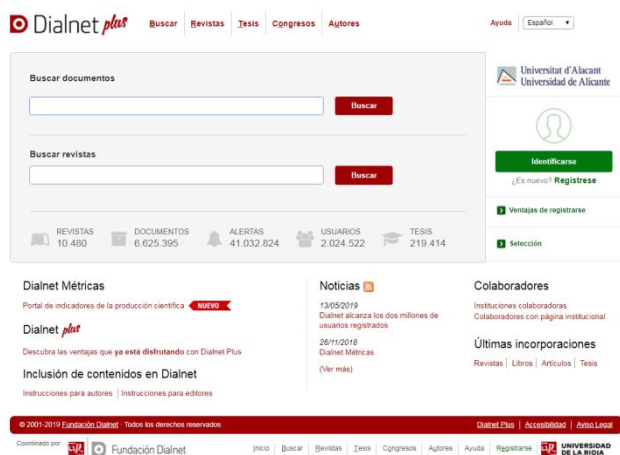 Dialnet plus
Buscar Revistas Tesis Congresos Autores
Ayuda Español
Buscar documentos
Buscar
Buscar revistas
Buscar
REVISTAS
10.480
DOCUMENTOS
6.625.395
ALERTAS
41.032.824
USUARIOS
2.024.522
TESIS
219.414
Universitat d'Alacant
Universidad de Alicante
Identificarse
¿Es nuevo? Regístrese
Ventajas de registrarse
Selección
Dialnet Métricas
Portal de indicadores de la producción científica NUEVO
Dialnet plus
Descubra las ventajas que ya está disfrutando con Dialnet Plus
Inclusión de contenidos en Dialnet
Instrucciones para autores | Instrucciones para editores
Noticias
13/05/2019
Dialnet alcanza los dos millones de
usuarios registrados
26/11/2018
Dialnet Métricas
(Ver más)
Colaboradores
Instituciones colaboradoras
Colaboradores con página institucional
Últimas incorporaciones
Revistas | Libros | Artículos | Tesis
© 2001-2019 Fundación Dialnet · Todos los derechos reservados
Dialnet Plus | Accesibilidad | Aviso Legal
Coordinado por:
Fundación Dialnet
Inicio Buscar Revistas Tesis Congresos Autores Ayuda Registrarse
UNIVERSIDAD
DE LA RIOJA